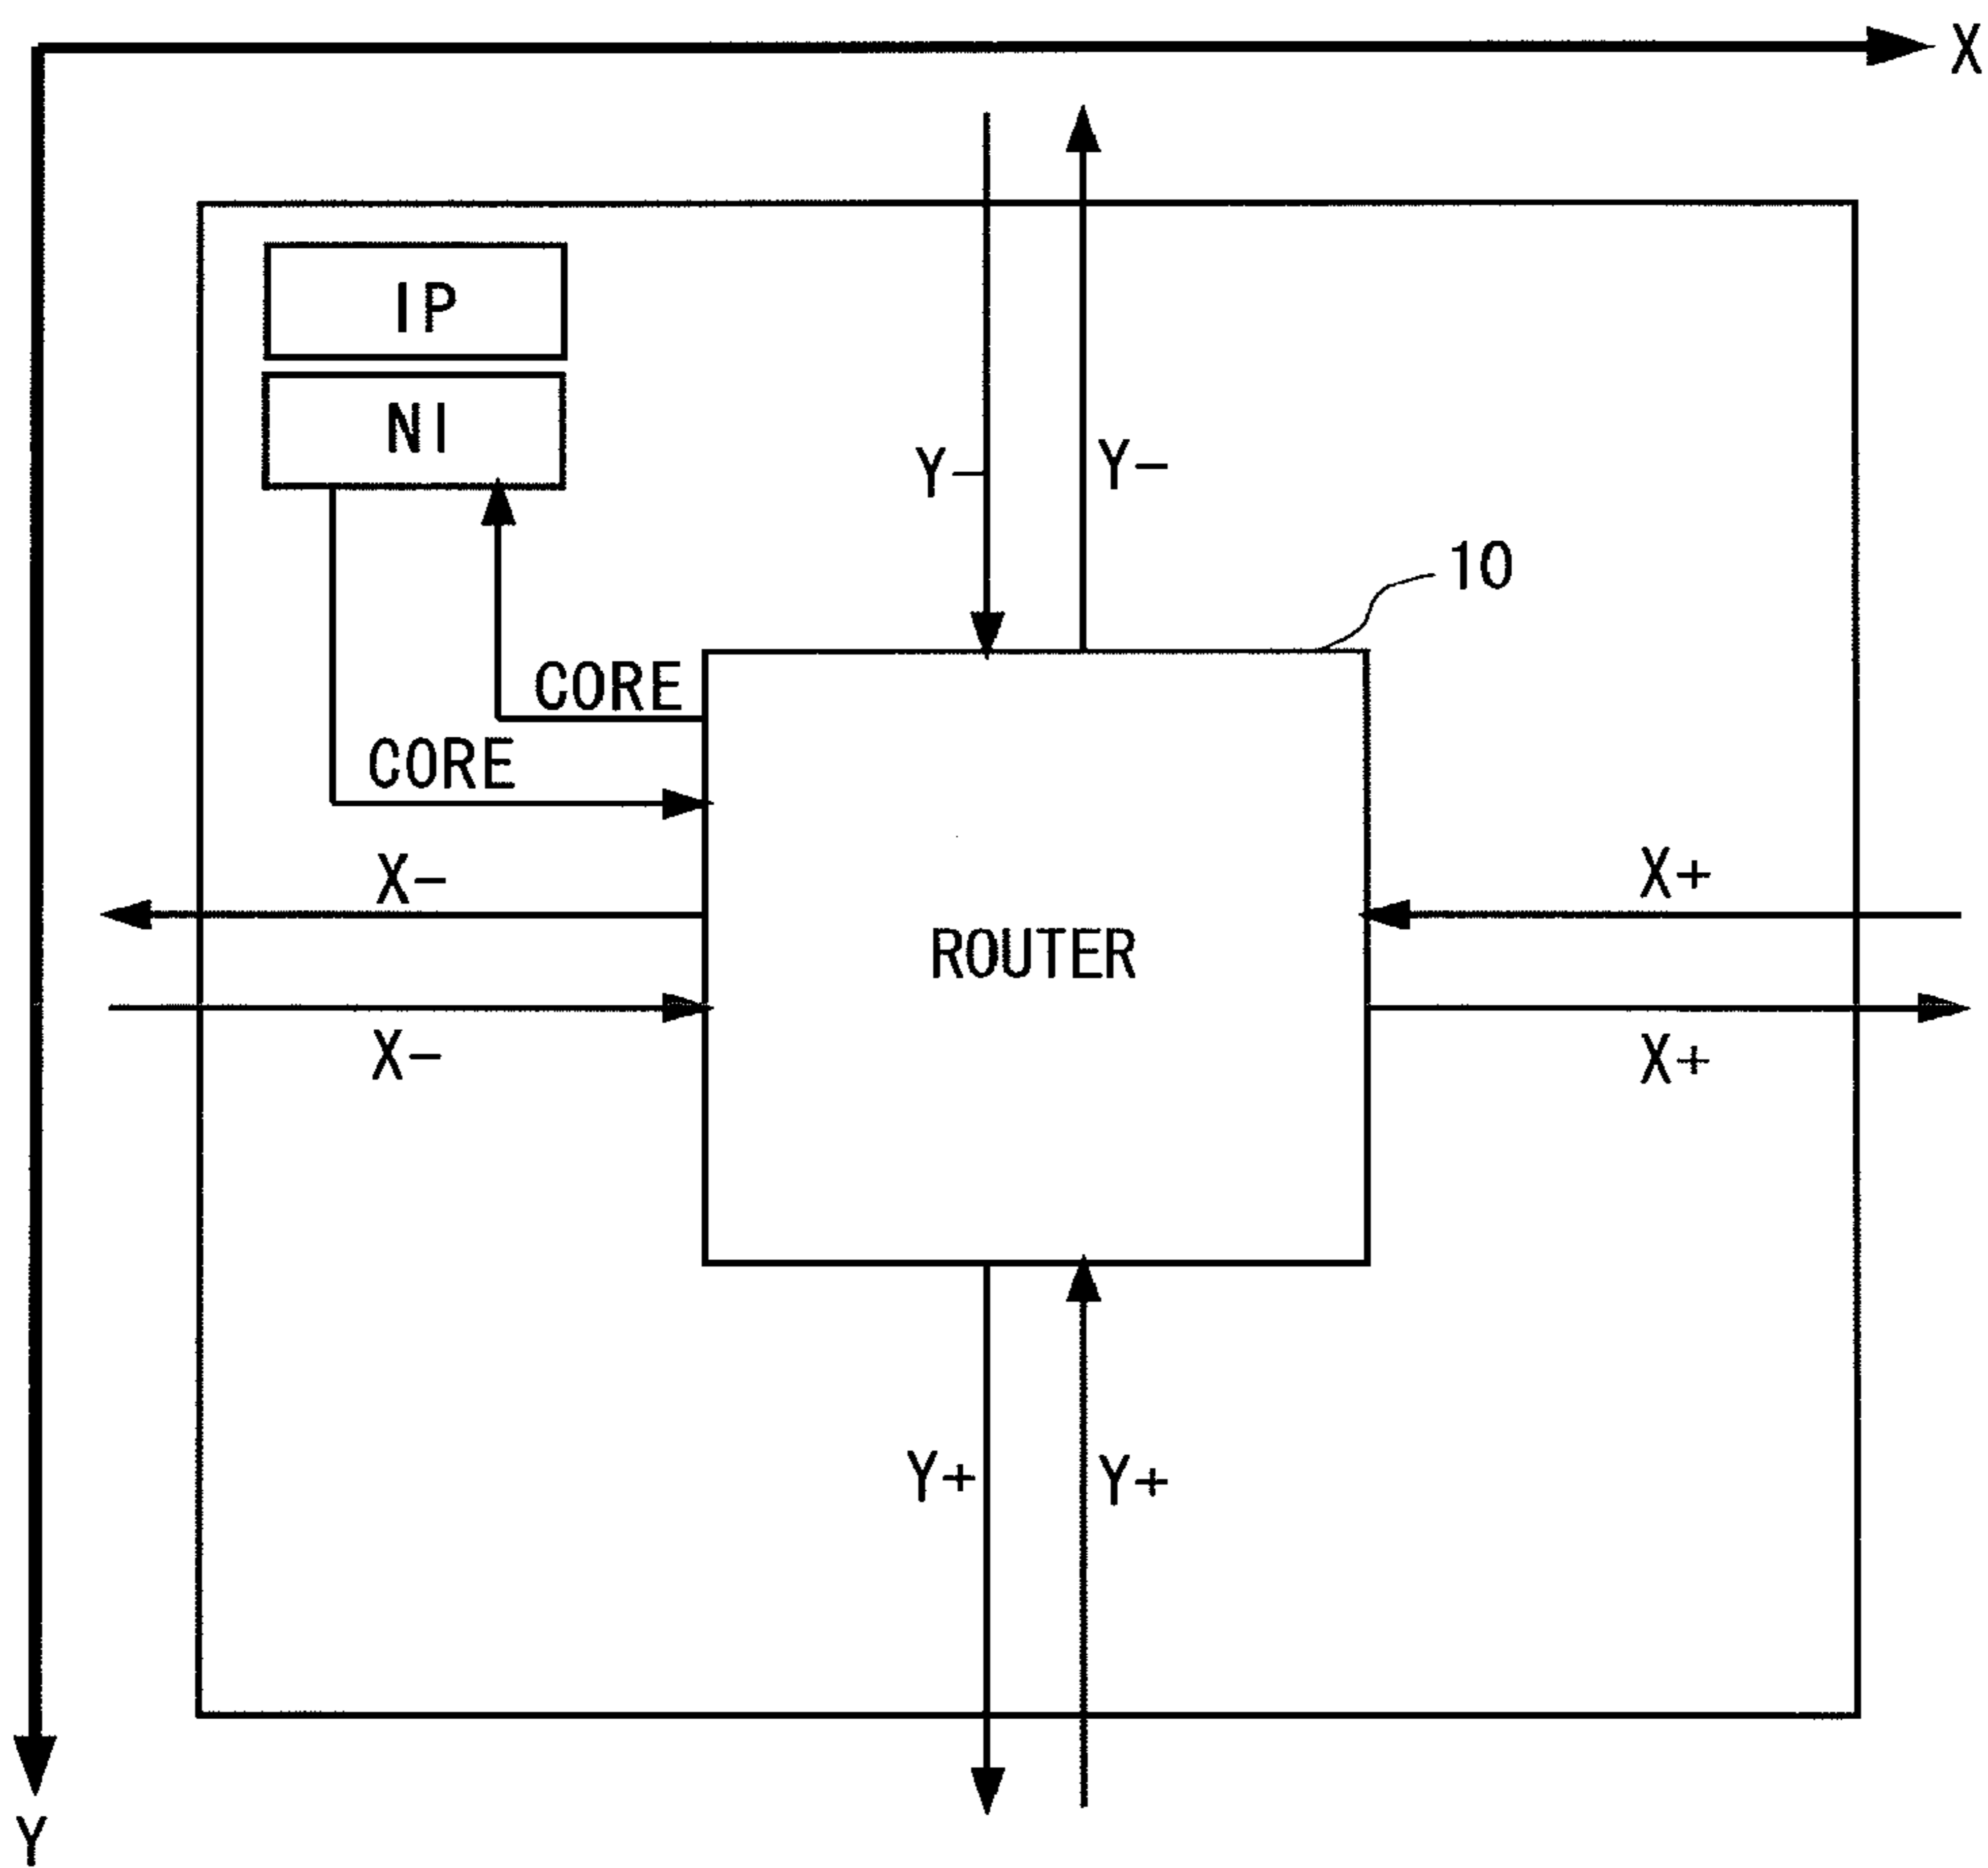 X
IP
NI
Y-
Y-
10
CORE
CORE
X-
X+
ROUTER
X-
X+
Y+
Y+
Y